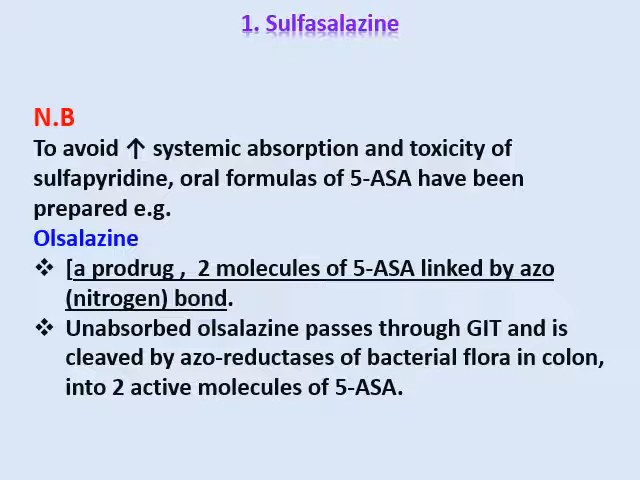 1. Sulfasalazine
N.B
To avoid ↑ systemic absorption and toxicity of
sulfapyridine, oral formulas of 5-ASA have been
prepared e.g.
Olsalazine
❖ [a prodrug , 2 molecules of 5-ASA linked by azo
(nitrogen) bond.
❖ Unabsorbed olsalazine passes through GIT and is
cleaved by azo-reductases of bacterial flora in colon,
into 2 active molecules of 5-ASA.